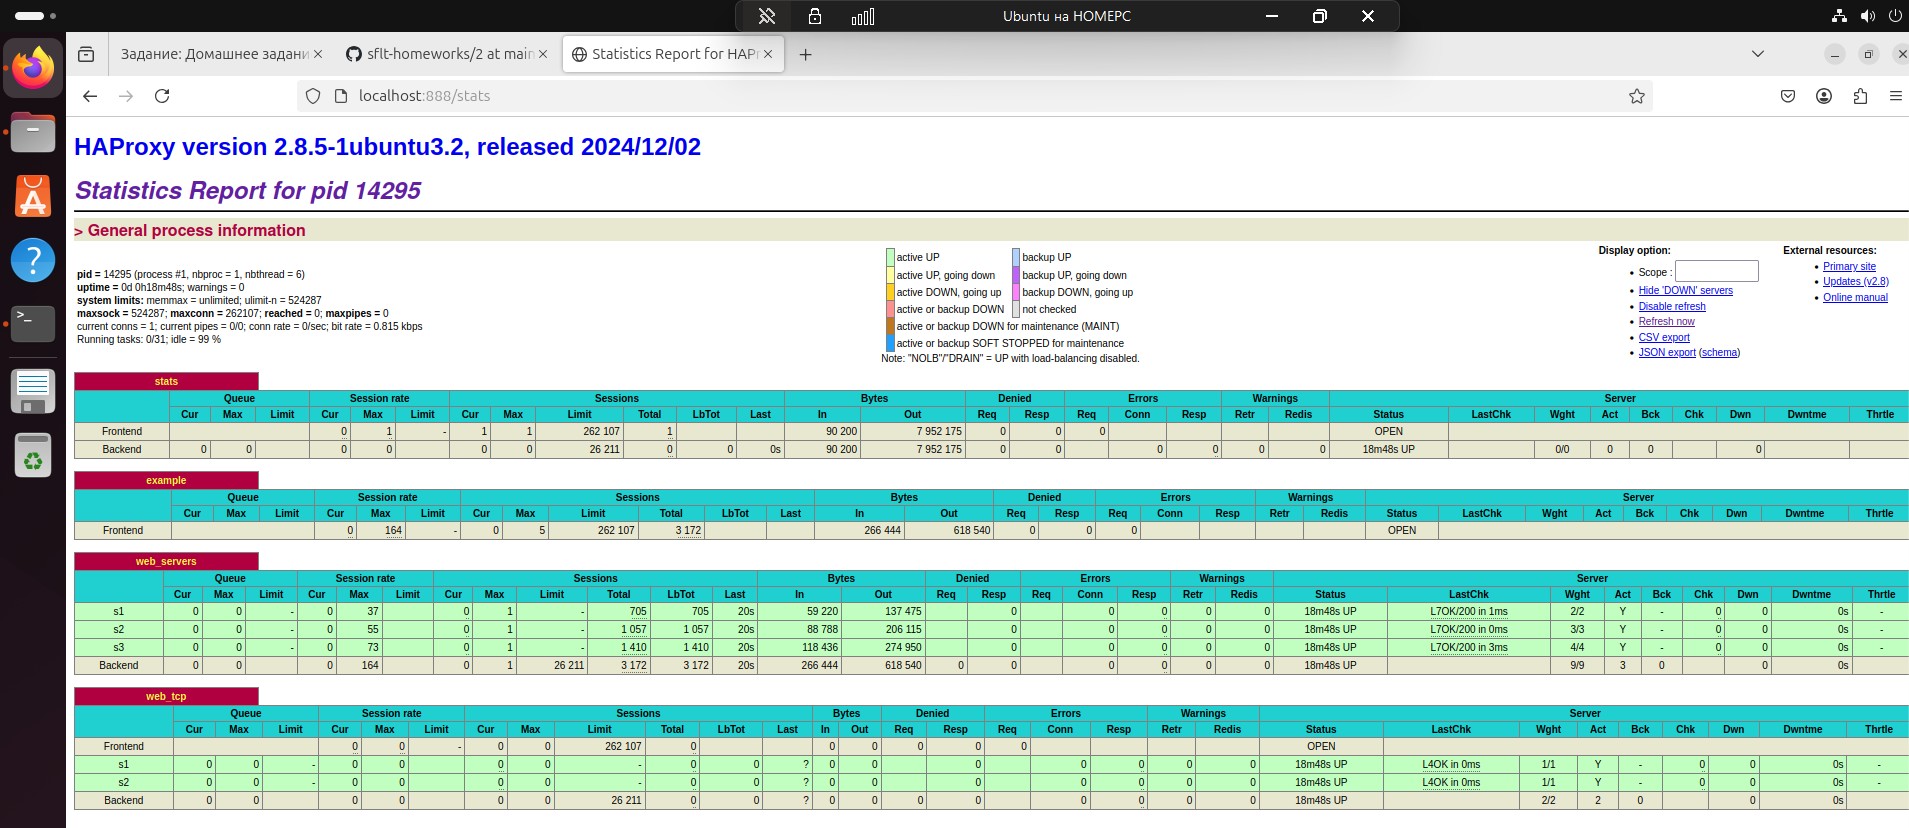 Ubuntu на HOMEPC
Задание: Домашнее задани
sflt-homeworks/2 at main
Statistics Report for HAPr
localhost:888/stats
HAProxy version 2.8.5-1ubuntu3.2, released 2024/12/02
Statistics Report for pid 14295
> General process information
pid = 14295 (process #1, nbproc = 1, nbthread = 6)
uptime = 0d 0h18m48s; warnings = 0
system limits: memmax = unlimited; ulimit-n = 524287
maxsock = 524287; maxconn = 262107; reached = 0; maxpipes = 0
current conns = 1; current pipes = 0/0; conn rate = 0/sec; bit rate = 0.815 kbps
Running tasks: 0/31; idle = 99 %
active UP backup UP
active UP, going down backup UP, going down
active DOWN, going up backup DOWN, going up
active or backup DOWN not checked
active or backup DOWN for maintenance (MAINT)
active or backup SOFT STOPPED for maintenance
Note: "NOLB"/"DRAIN" = UP with load-balancing disabled.
Display option:
• Scope :
• Hide 'DOWN' servers
• Disable refresh
• Refresh now
• CSV export
• JSON export (schema)
External resources:
• Primary site
• Updates (v2.8)
• Online manual
stats
Queue Session rate Sessions Bytes Denied Errors Warnings Server
Cur Max Limit Cur Max Limit Cur Max Limit Total LbTot Last In Out Req Resp Req Conn Resp Retr Redis Status LastChk Wght Act Bck Chk Dwn Dwntme Thrtle
Frontend 0 1 - 1 1 262 107 1 90 200 7 952 175 0 0 0 OPEN
Backend 0 0 0 0 0 0 26 211 0 0 0s 90 200 7 952 175 0 0 0 0 0 0 18m48s UP 0/0 0 0 0
example
Queue Session rate Sessions Bytes Denied Errors Warnings Server
Cur Max Limit Cur Max Limit Cur Max Limit Total LbTot Last In Out Req Resp Req Conn Resp Retr Redis Status LastChk Wght Act Bck Chk Dwn Dwntme Thrtle
Frontend 0 164 - 0 5 262 107 3 172 266 444 618 540 0 0 0 OPEN
web_servers
Queue Session rate Sessions Bytes Denied Errors Warnings Server
Cur Max Limit Cur Max Limit Cur Max Limit Total LbTot Last In Out Req Resp Req Conn Resp Retr Redis Status LastChk Wght Act Bck Chk Dwn Dwntme Thrtle
s1 0 0 - 0 37 0 1 - 705 705 20s 59 220 137 475 0 0 0 0 0 18m48s UP L7OK/200 in 1ms 2/2 Y - 0 0 0s -
s2 0 0 - 0 55 0 1 - 1 057 1 057 20s 88 788 206 115 0 0 0 0 0 18m48s UP L7OK/200 in 0ms 3/3 Y - 0 0 0s -
s3 0 0 - 0 73 0 1 - 1 410 1 410 20s 118 436 274 950 0 0 0 0 0 18m48s UP L7OK/200 in 3ms 4/4 Y - 0 0 0s -
Backend 0 0 0 164 0 1 26 211 3 172 3 172 20s 266 444 618 540 0 0 0 0 0 0 18m48s UP 9/9 3 0 0 0s
web_tcp
Queue Session rate Sessions Bytes Denied Errors Warnings Server
Cur Max Limit Cur Max Limit Cur Max Limit Total LbTot Last In Out Req Resp Req Conn Resp Retr Redis Status LastChk Wght Act Bck Chk Dwn Dwntme Thrtle
Frontend 0 0 - 0 0 262 107 0 0 0 0 0 0 OPEN
s1 0 0 - 0 0 0 0 - 0 0 ? 0 0 0 0 0 0 0 18m48s UP L4OK in 0ms 1/1 Y - 0 0 0s -
s2 0 0 - 0 0 0 0 - 0 0 ? 0 0 0 0 0 0 0 18m48s UP L4OK in 0ms 1/1 Y - 0 0 0s -
Backend 0 0 0 0 0 0 26 211 0 0 ? 0 0 0 0 0 0 0 0 18m48s UP 2/2 2 0 0 0s